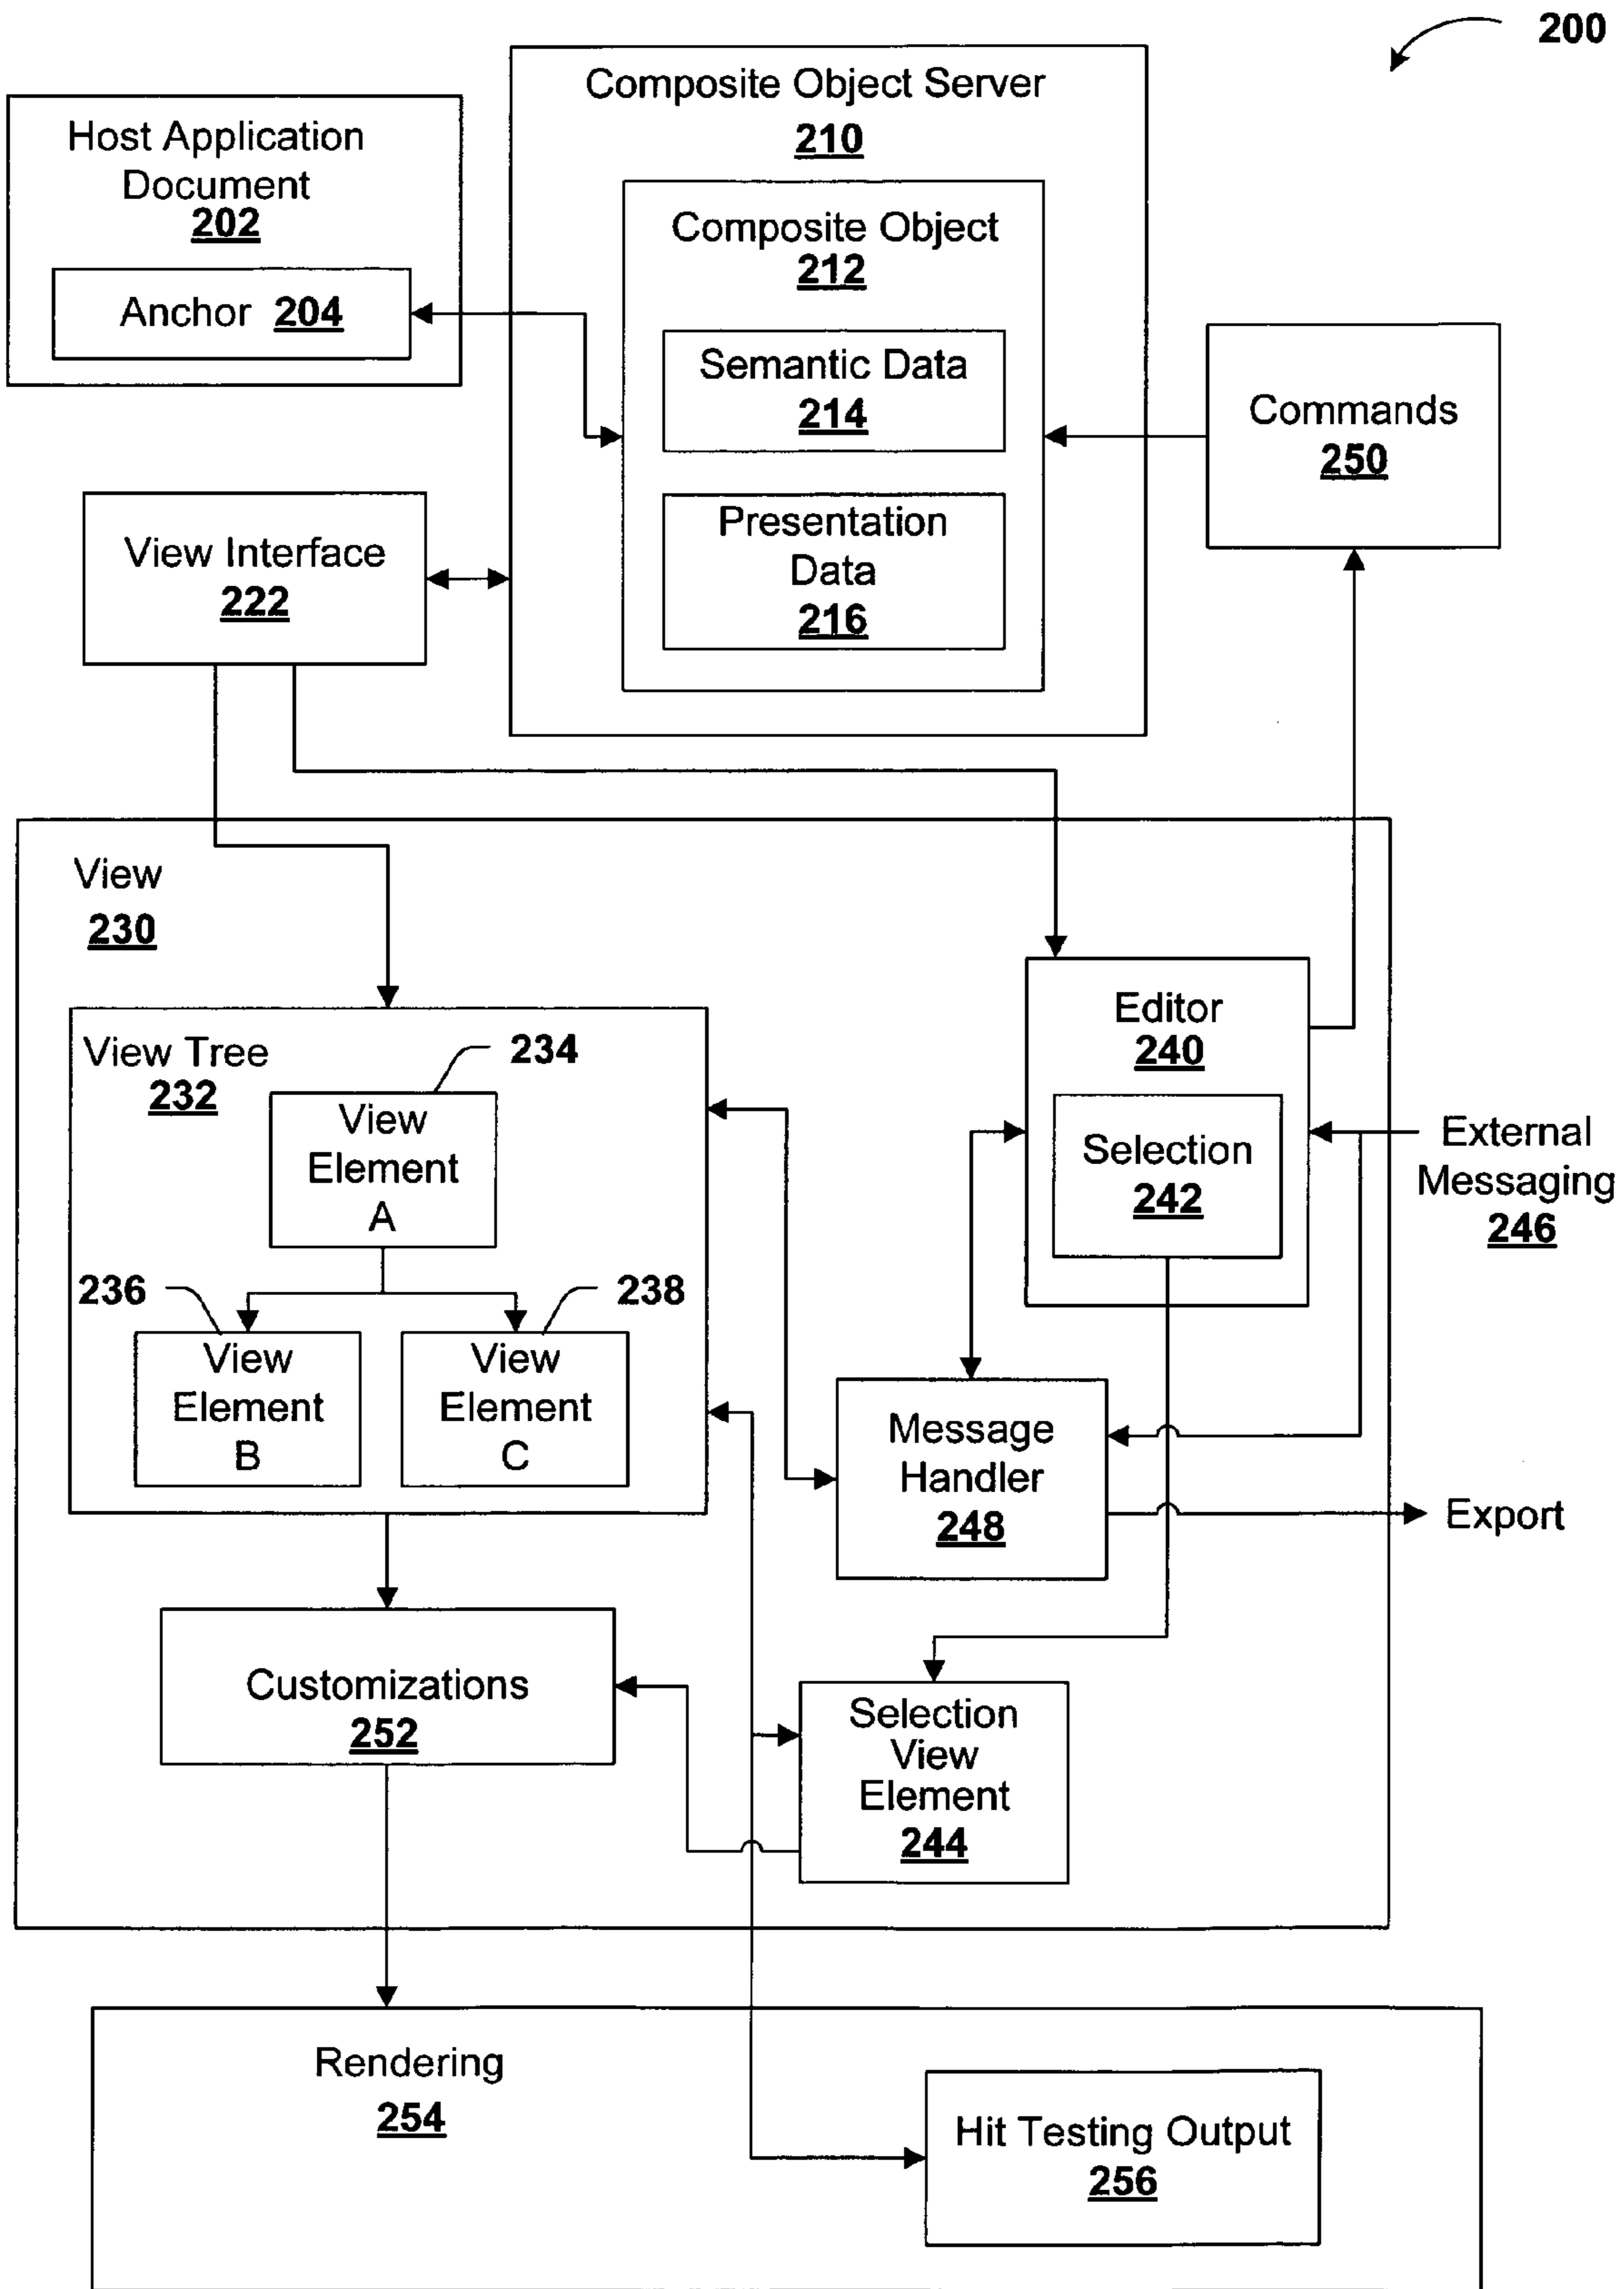 200
Composite Object Server
210
Host Application
Document
202
Anchor 204
Composite Object
212
Semantic Data
214
Presentation
Data
216
Commands
250
View Interface
222
View
230
View Tree
232
234
View
Element
A
236
View
Element
B
238
View
Element
C
Editor
240
Selection
242
External
Messaging
246
Message
Handler
248
Export
Customizations
252
Selection
View
Element
244
Rendering
254
Hit Testing Output
256